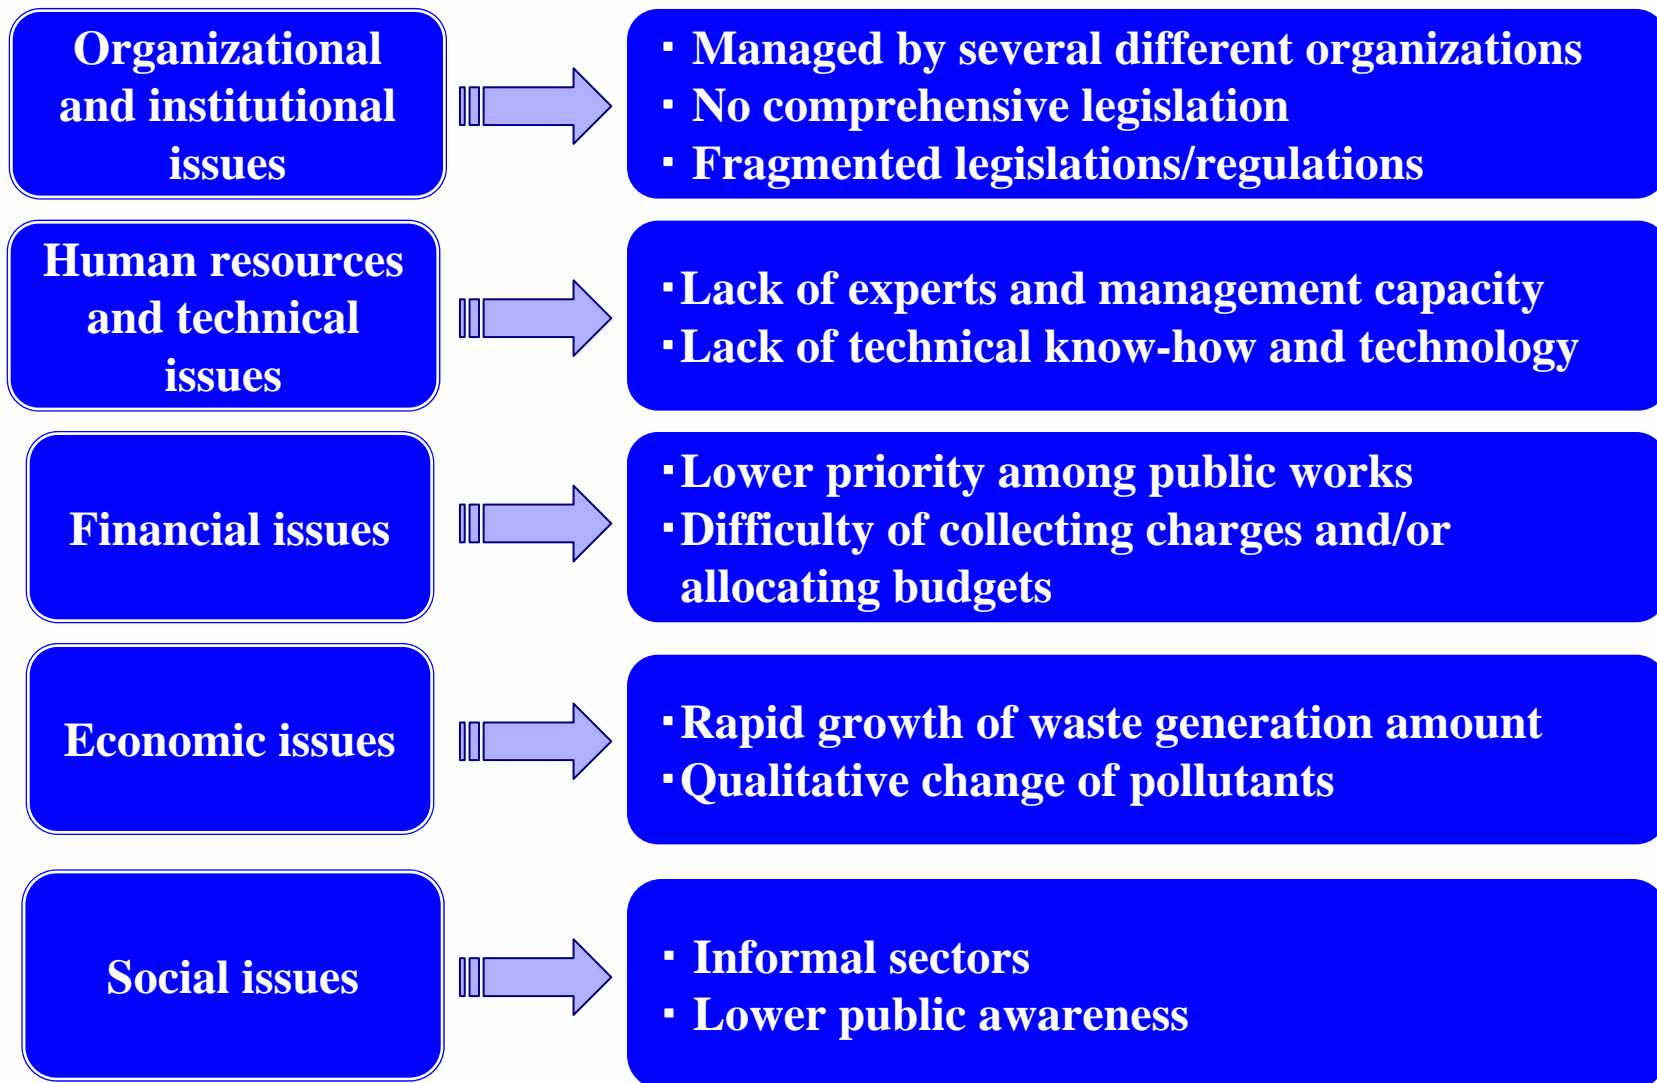 Organizational
and institutional
issues
▪ Managed by several different organizations
▪ No comprehensive legislation
▪ Fragmented legislations/regulations
Human resources
and technical
issues
▪Lack of experts and management capacity
▪Lack of technical know-how and technology
Financial issues
▪Lower priority among public works
▪Difficulty of collecting charges and/or
allocating budgets
Economic issues
▪Rapid growth of waste generation amount
▪Qualitative change of pollutants
Social issues
▪ Informal sectors
▪ Lower public awareness